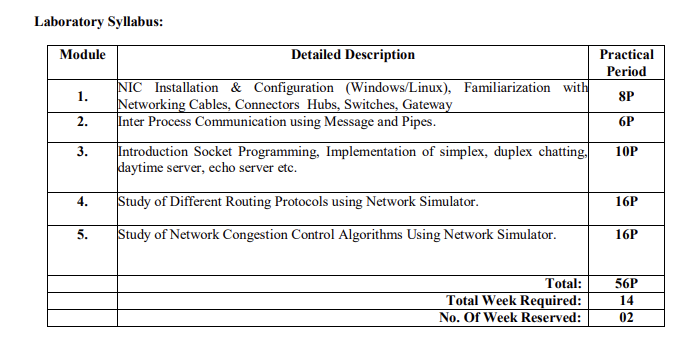 Laboratory Syllabus:
Module Detailed Description Practical
Period
1. NIC Installation & Configuration (Windows/Linux), Familiarization with
Networking Cables, Connectors Hubs, Switches, Gateway 8P
2. Inter Process Communication using Message and Pipes. 6P
3. Introduction Socket Programming, Implementation of simplex, duplex chatting, 10P
daytime server, echo server etc.
4. Study of Different Routing Protocols using Network Simulator. 16P
5. Study of Network Congestion Control Algorithms Using Network Simulator. 16P
Total: 56P
Total Week Required: 14
No. Of Week Reserved: 02